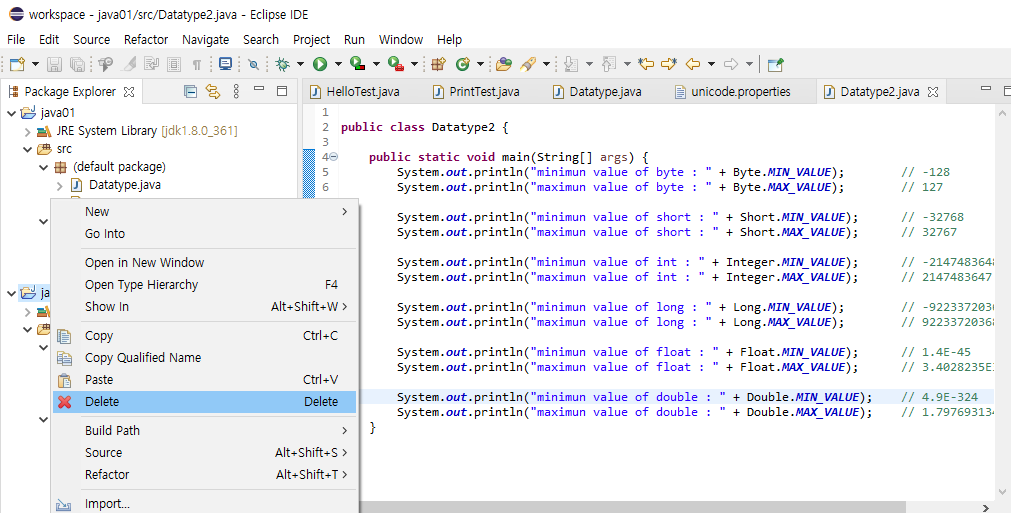 workspace - java01/src/Datatype2.java - Eclipse IDE
File Edit Source Refactor Navigate Search Project Run Window Help
Package Explorer
HelloTest.java PrintTest.java Datatype.java unicode.properties Datatype2.java
java01
JRE System Library [jdk1.8.0_361]
src
(default package)
Datatype.java
ja
New
Go Into
Open in New Window
Open Type Hierarchy F4
Show In Alt+Shift+W >
Copy Ctrl+C
Copy Qualified Name
Paste Ctrl+V
Delete Delete
Build Path >
Source Alt+Shift+S >
Refactor Alt+Shift+T >
Import...
1
2 public class Datatype2 {
3
4 public static void main(String[] args) {
5 System.out.println("minimun value of byte : " + Byte.MIN_VALUE); // -128
6 System.out.println("maximun value of byte : " + Byte.MAX_VALUE); // 127
System.out.println("minimun value of short : " + Short.MIN_VALUE); // -32768
System.out.println("maximun value of short : " + Short.MAX_VALUE); // 32767
System.out.println("minimun value of int : " + Integer.MIN_VALUE); // -2147483648
System.out.println("maximun value of int : " + Integer.MAX_VALUE); // 2147483647
System.out.println("minimun value of long : " + Long.MIN_VALUE); // -922337203
System.out.println("maximun value of long : " + Long.MAX_VALUE); // 9223372036
System.out.println("minimun value of float : " + Float.MIN_VALUE); // 1.4E-45
System.out.println("maximun value of float : " + Float.MAX_VALUE); // 3.4028235E
System.out.println("minimun value of double : " + Double.MIN_VALUE); // 4.9E-324
System.out.println("maximun value of double : " + Double.MAX_VALUE); // 1.797693134
}